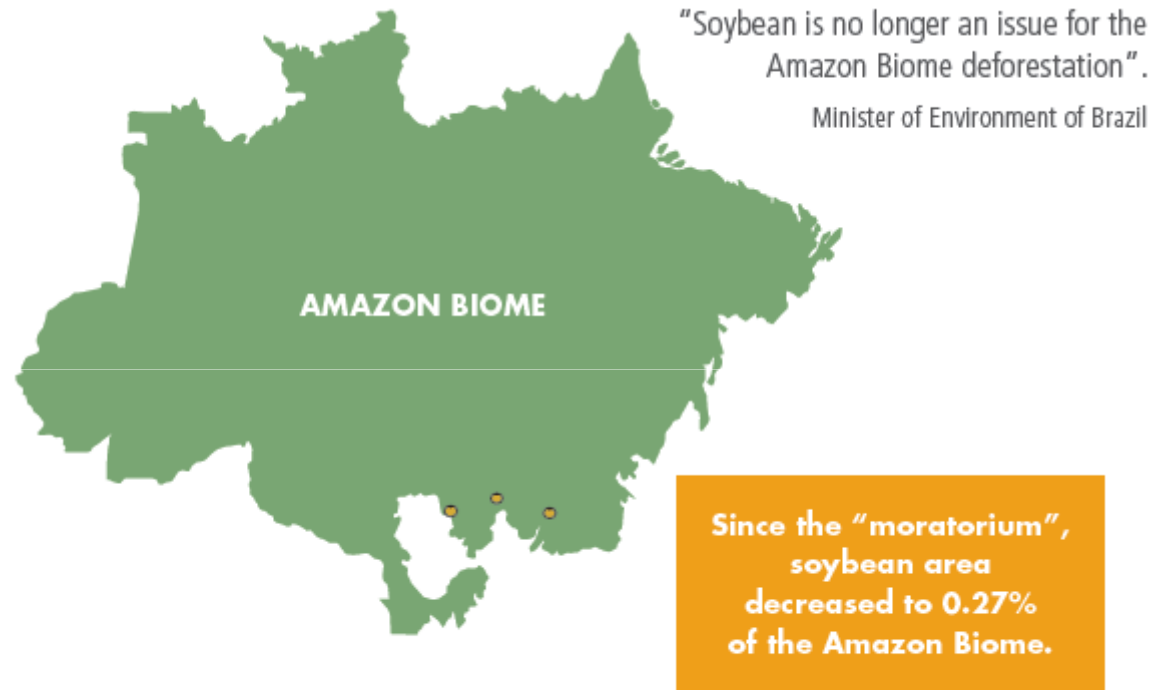 “Soybean is no longer an issue for the
Amazon Biome deforestation”.
Minister of Environment of Brazil
AMAZON BIOME
Since the “moratorium”,
soybean area
decreased to 0.27%
of the Amazon Biome.